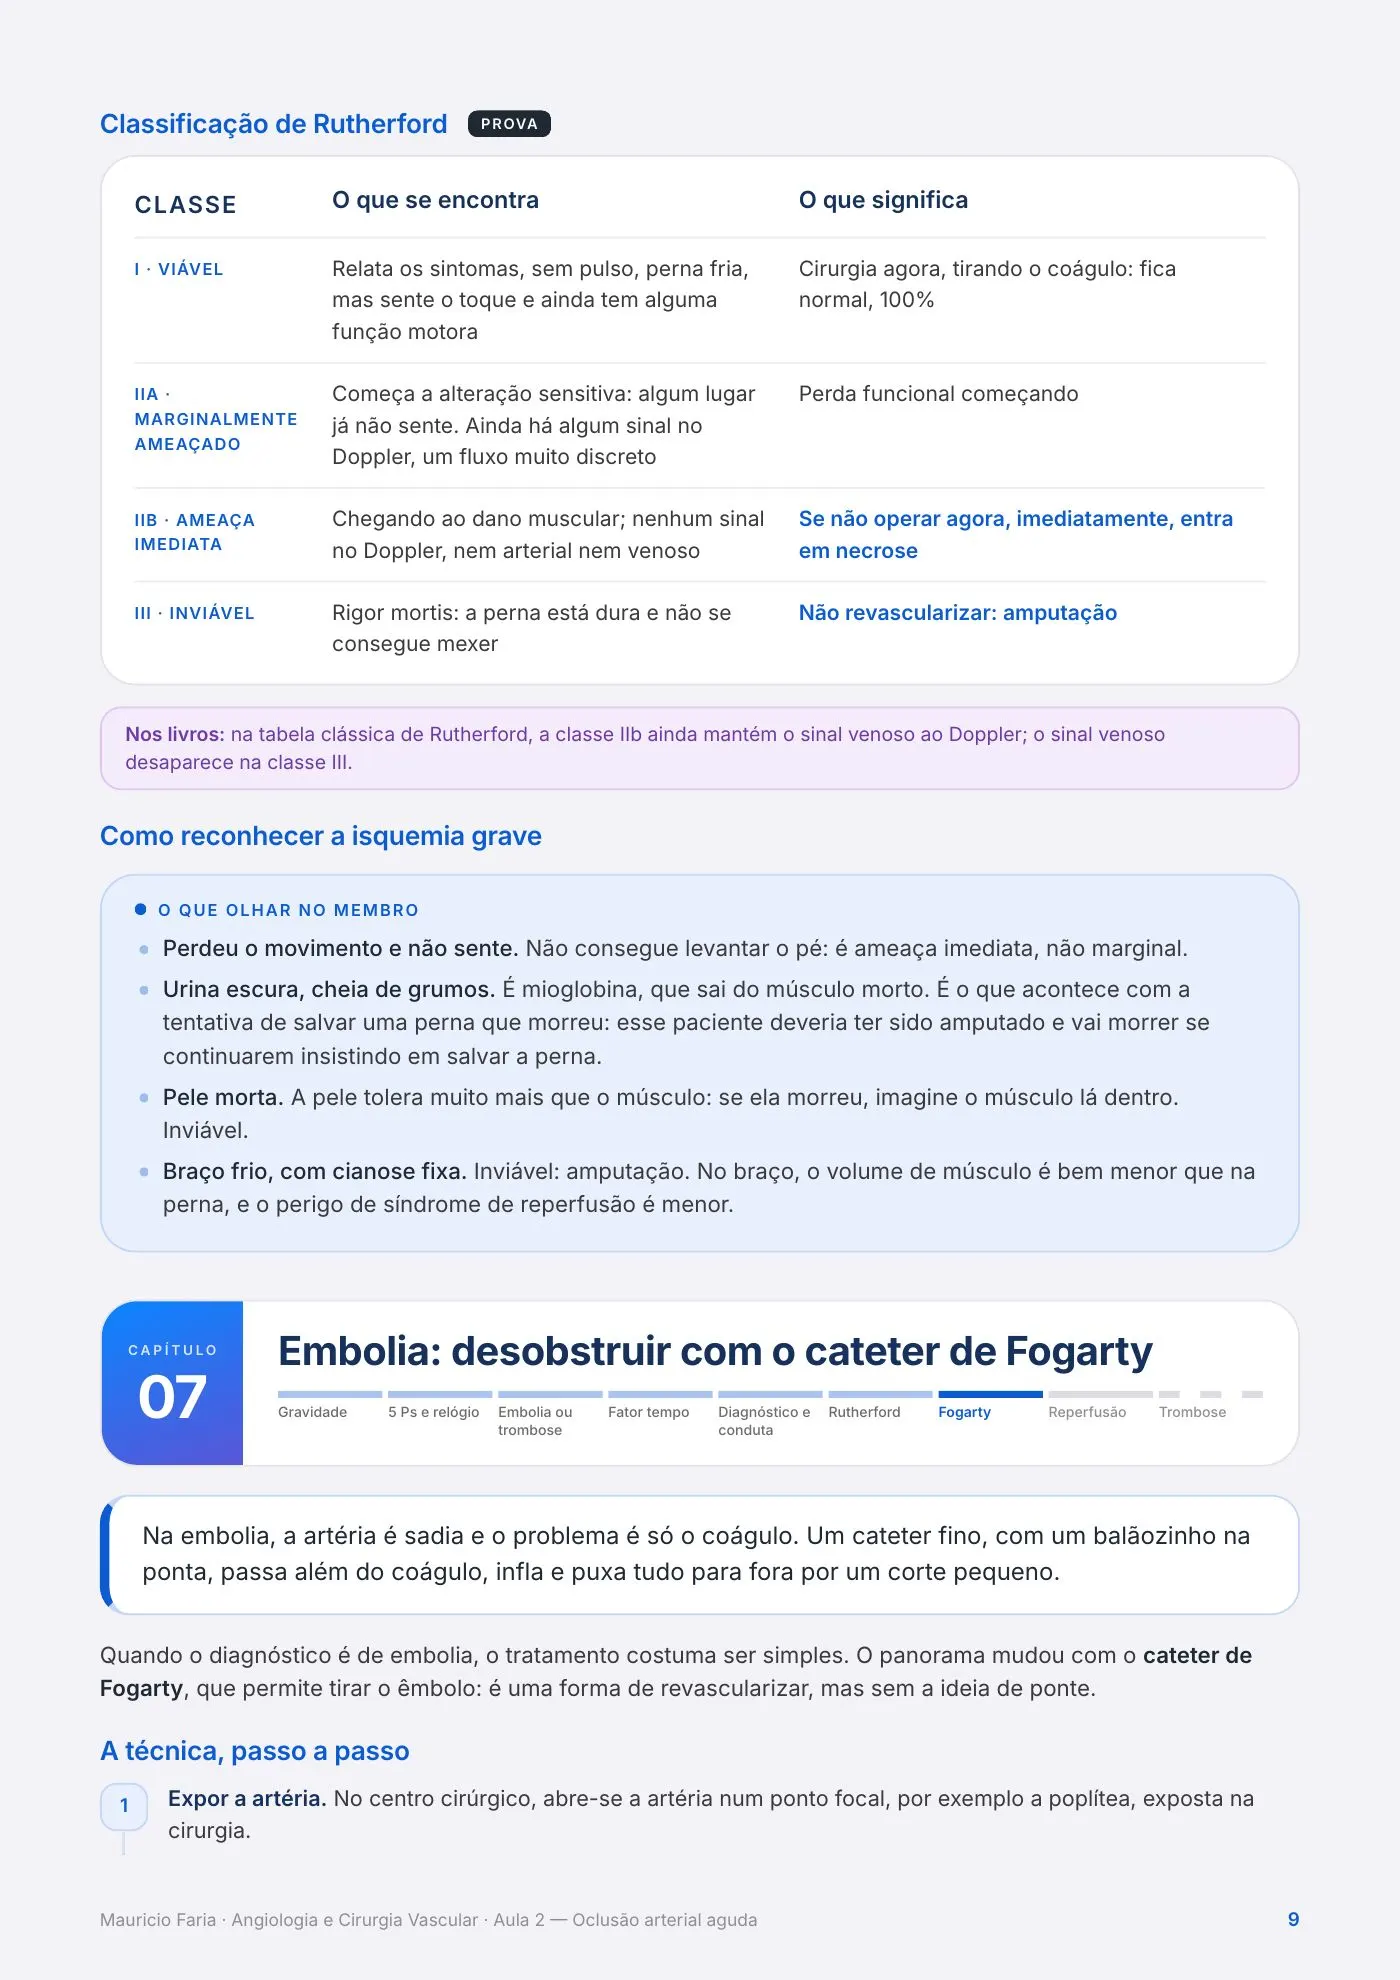 Classificação de Rutherford PROVA
CLASSE O que se encontra O que significa
I · VIÁVEL
Relata os sintomas, sem pulso, perna fria,
mas sente o toque e ainda tem alguma
função motora
Cirurgia agora, tirando o coágulo: fica
normal, 100%
IIA ·
MARGINALMENTE
AMEAÇADO
Começa a alteração sensitiva: algum lugar
já não sente. Ainda há algum sinal no
Doppler, um fluxo muito discreto
Perda funcional começando
IIB · AMEAÇA
IMEDIATA
Chegando ao dano muscular; nenhum sinal
no Doppler, nem arterial nem venoso
Se não operar agora, imediatamente, entra
em necrose
III · INVIÁVEL
Rigor mortis: a perna está dura e não se
consegue mexer
Não revascularizar: amputação
Nos livros: na tabela clássica de Rutherford, a classe IIb ainda mantém o sinal venoso ao Doppler; o sinal venoso
desaparece na classe III.
Como reconhecer a isquemia grave
O QUE OLHAR NO MEMBRO
Perdeu o movimento e não sente. Não consegue levantar o pé: é ameaça imediata, não marginal.
Urina escura, cheia de grumos. É mioglobina, que sai do músculo morto. É o que acontece com a
tentativa de salvar uma perna que morreu: esse paciente deveria ter sido amputado e vai morrer se
continuarem insistindo em salvar a perna.
Pele morta. A pele tolera muito mais que o músculo: se ela morreu, imagine o músculo lá dentro.
Inviável.
Braço frio, com cianose fixa. Inviável: amputação. No braço, o volume de músculo é bem menor que na
perna, e o perigo de síndrome de reperfusão é menor.
CAPÍTULO
07
Embolia: desobstruir com o cateter de Fogarty
Gravidade
5 Ps e relógio
Embolia ou
trombose
Fator tempo
Diagnóstico e
conduta
Rutherford
Fogarty
Reperfusão
Trombose
Na embolia, a artéria é sadia e o problema é só o coágulo. Um cateter fino, com um balãozinho na
ponta, passa além do coágulo, infla e puxa tudo para fora por um corte pequeno.
Quando o diagnóstico é de embolia, o tratamento costuma ser simples. O panorama mudou com o cateter de
Fogarty, que permite tirar o êmbolo: é uma forma de revascularizar, mas sem a ideia de ponte.
A técnica, passo a passo
1
Expor a artéria. No centro cirúrgico, abre-se a artéria num ponto focal, por exemplo a poplítea, exposta na
cirurgia.
Mauricio Faria · Angiologia e Cirurgia Vascular · Aula 2 — Oclusão arterial aguda 9